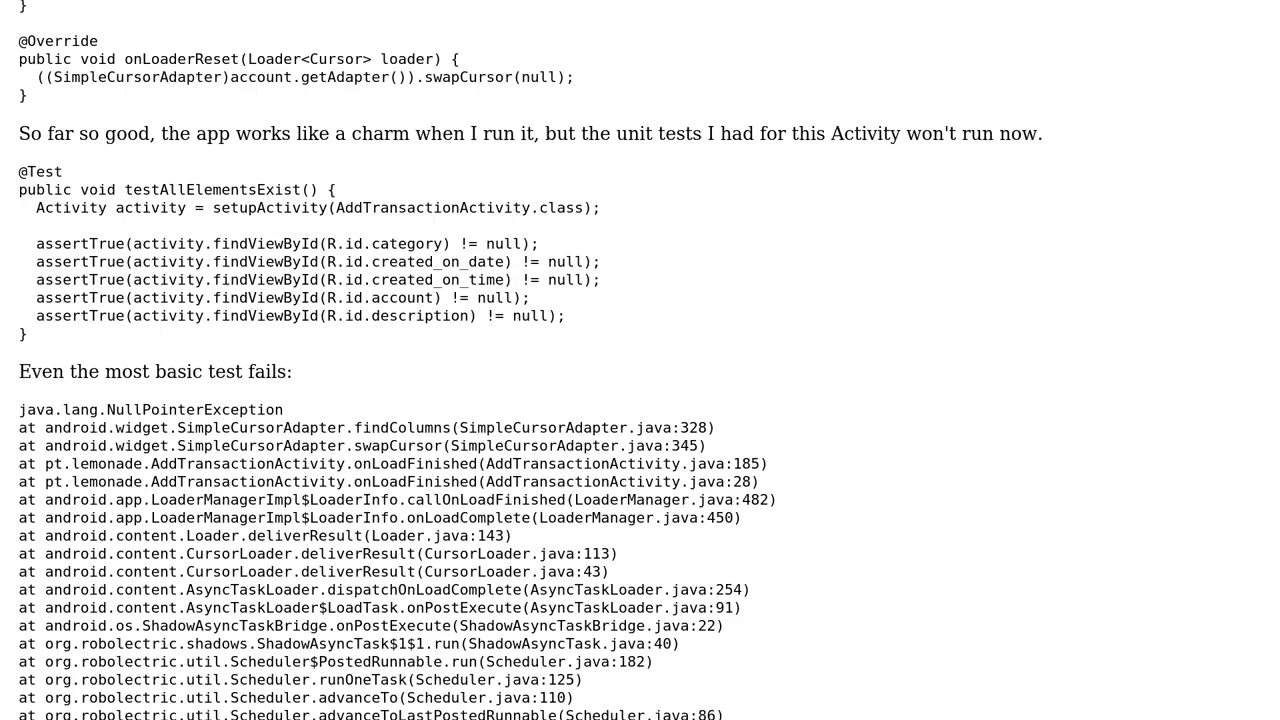 }
@Override
public void onLoaderReset(Loader<Cursor> loader) {
  ((SimpleCursorAdapter)account.getAdapter()).swapCursor(null);
}
So far so good, the app works like a charm when I run it, but the unit tests I had for this Activity won't run now.
@Test
public void testAllElementsExist() {
  Activity activity = setupActivity(AddTransactionActivity.class);
  assertTrue(activity.findViewById(R.id.category) != null);
  assertTrue(activity.findViewById(R.id.created_on_date) != null);
  assertTrue(activity.findViewById(R.id.created_on_time) != null);
  assertTrue(activity.findViewById(R.id.account) != null);
  assertTrue(activity.findViewById(R.id.description) != null);
}
Even the most basic test fails:
java.lang.NullPointerException
at android.widget.SimpleCursorAdapter.findColumns(SimpleCursorAdapter.java:328)
at android.widget.SimpleCursorAdapter.swapCursor(SimpleCursorAdapter.java:345)
at pt.lemonade.AddTransactionActivity.onLoadFinished(AddTransactionActivity.java:185)
at pt.lemonade.AddTransactionActivity.onLoadFinished(AddTransactionActivity.java:28)
at android.app.LoaderManagerImpl$LoaderInfo.callOnLoadFinished(LoaderManager.java:482)
at android.app.LoaderManagerImpl$LoaderInfo.onLoadComplete(LoaderManager.java:450)
at android.content.Loader.deliverResult(Loader.java:143)
at android.content.CursorLoader.deliverResult(CursorLoader.java:113)
at android.content.CursorLoader.deliverResult(CursorLoader.java:43)
at android.content.AsyncTaskLoader.dispatchOnLoadComplete(AsyncTaskLoader.java:254)
at android.content.AsyncTaskLoader$LoadTask.onPostExecute(AsyncTaskLoader.java:91)
at android.os.ShadowAsyncTaskBridge.onPostExecute(ShadowAsyncTaskBridge.java:22)
at org.robolectric.shadows.ShadowAsyncTask$1$1.run(ShadowAsyncTask.java:40)
at org.robolectric.util.Scheduler$PostedRunnable.run(Scheduler.java:182)
at org.robolectric.util.Scheduler.runOneTask(Scheduler.java:125)
at org.robolectric.util.Scheduler.advanceTo(Scheduler.java:110)
at org.robolectric.util.Scheduler.advanceToLastPostedRunnable(Scheduler.java:86)